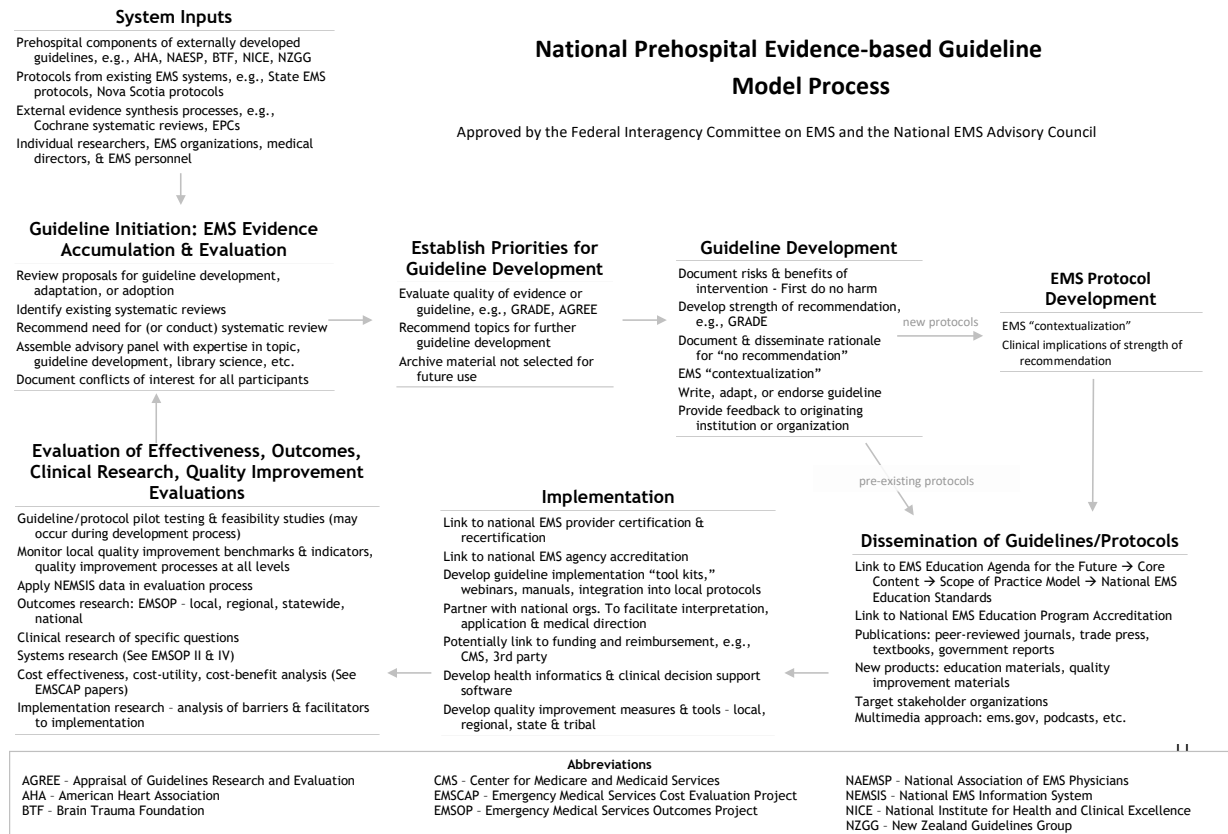 System Inputs
Prehospital components of externally developed
guidelines, e.g., AHA, NAESP, BTF, NICE, NZGG
Protocols from existing EMS systems, e.g., State EMS
protocols, Nova Scotia protocols
External evidence synthesis processes, e.g.,
Cochrane systematic reviews, EPCs
Individual researchers, EMS organizations, medical
directors, & EMS personnel
National Prehospital Evidence-based Guideline
Model Process
Approved by the Federal Interagency Committee on EMS and the National EMS Advisory Council
Guideline Initiation: EMS Evidence
Accumulation & Evaluation
Review proposals for guideline development,
adaptation, or adoption
Identify existing systematic reviews
Recommend need for (or conduct) systematic review
Assemble advisory panel with expertise in topic,
guideline development, library science, etc.
Document conflicts of interest for all participants
Establish Priorities for
Guideline Development
Evaluate quality of evidence or
guideline, e.g., GRADE, AGREE
Recommend topics for further
guideline development
Archive material not selected for
future use
Guideline Development
Document risks & benefits of
intervention - First do no harm
Develop strength of recommendation,
e.g., GRADE
Document & disseminate rationale
for “no recommendation”
EMS “contextualization”
Write, adapt, or endorse guideline
Provide feedback to originating
institution or organization
new protocols
EMS Protocol
Development
EMS “contextualization”
Clinical implications of strength of
recommendation
pre-existing protocols
Dissemination of Guidelines/Protocols
Link to EMS Education Agenda for the Future → Core
Content → Scope of Practice Model → National EMS
Education Standards
Link to National EMS Education Program Accreditation
Publications: peer-reviewed journals, trade press,
textbooks, government reports
New products: education materials, quality
improvement materials
Target stakeholder organizations
Multimedia approach: ems.gov, podcasts, etc.
Implementation
Link to national EMS provider certification &
recertification
Link to national EMS agency accreditation
Develop guideline implementation “tool kits,”
webinars, manuals, integration into local protocols
Partner with national orgs. To facilitate interpretation,
application & medical direction
Potentially link to funding and reimbursement, e.g.,
CMS, 3rd party
Develop health informatics & clinical decision support
software
Develop quality improvement measures & tools – local,
regional, state & tribal
Evaluation of Effectiveness, Outcomes,
Clinical Research, Quality Improvement
Evaluations
Guideline/protocol pilot testing & feasibility studies (may
occur during development process)
Monitor local quality improvement benchmarks & indicators,
quality improvement processes at all levels
Apply NEMSIS data in evaluation process
Outcomes research: EMSOP – local, regional, statewide,
national
Clinical research of specific questions
Systems research (See EMSOP II & IV)
Cost effectiveness, cost-utility, cost-benefit analysis (See
EMSCAP papers)
Implementation research – analysis of barriers & facilitators
to implementation
Abbreviations
AGREE – Appraisal of Guidelines Research and Evaluation
AHA – American Heart Association
BTF – Brain Trauma Foundation
CMS – Center for Medicare and Medicaid Services
EMSCAP – Emergency Medical Services Cost Evaluation Project
EMSOP – Emergency Medical Services Outcomes Project
NAEMSP – National Association of EMS Physicians
NEMSIS – National EMS Information System
NICE – National Institute for Health and Clinical Excellence
NZGG – New Zealand Guidelines Group